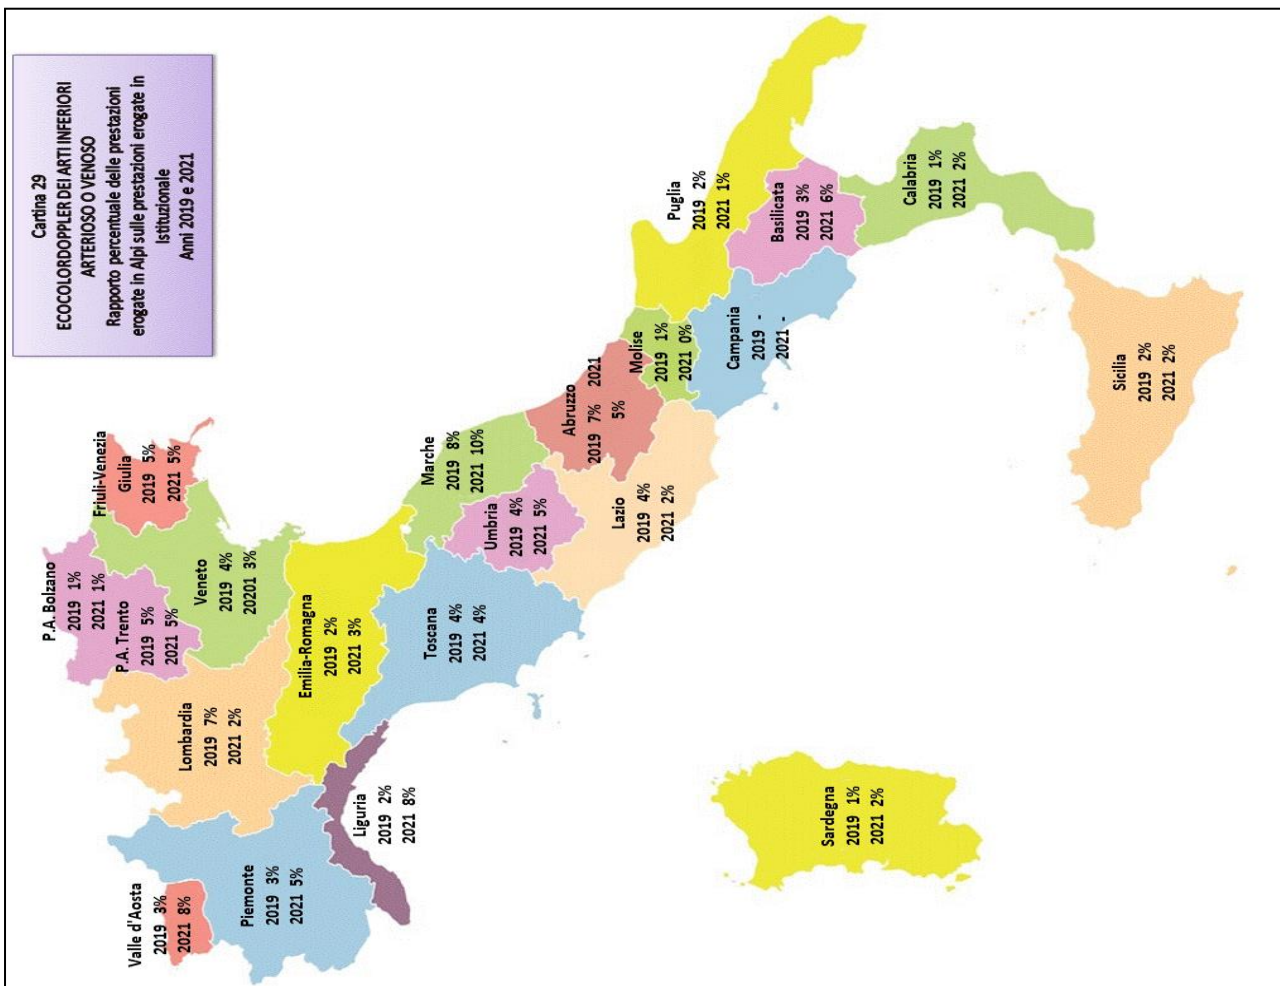 Cartina 29
ECOCOLORDOPPLER DEI ARTI INFERIORI
ARTERIOSO O VENOSO
Rapporto percentuale delle prestazioni
erogate in Alpi sulle prestazioni erogate in
Istituzionale
Anni 2019 e 2021
P.A. Bolzano
2019 1%
2021 1%
P.A. Trento
2019 5%
2021 5%
Friuli-Venezia
Giulia
2019 5%
2021 5%
Valle d'Aosta
2019 3%
2021 8%
Lombardia
2019 7%
2021 2%
Veneto
2019 4%
20201 3%
Piemonte
2019 3%
2021 5%
Emilia-Romagna
2019 2%
2021 3%
Liguria
2019 2%
2021 8%
Toscana
2019 4%
2021 4%
Marche
2019 8%
2021 10%
Umbria
2019 4%
2021 5%
Abruzzo 2021
2019 7%
5%
Lazio
2019 4%
2021 2%
Molise
2019 1%
2021 0%
Puglia
2019 2%
2021 1%
Campania
2019 -
2021 -
Basilicata
2019 3%
2021 6%
Calabria
2019 1%
2021 2%
Sardegna
2019 1%
2021 2%
Sicilia
2019 2%
2021 2%